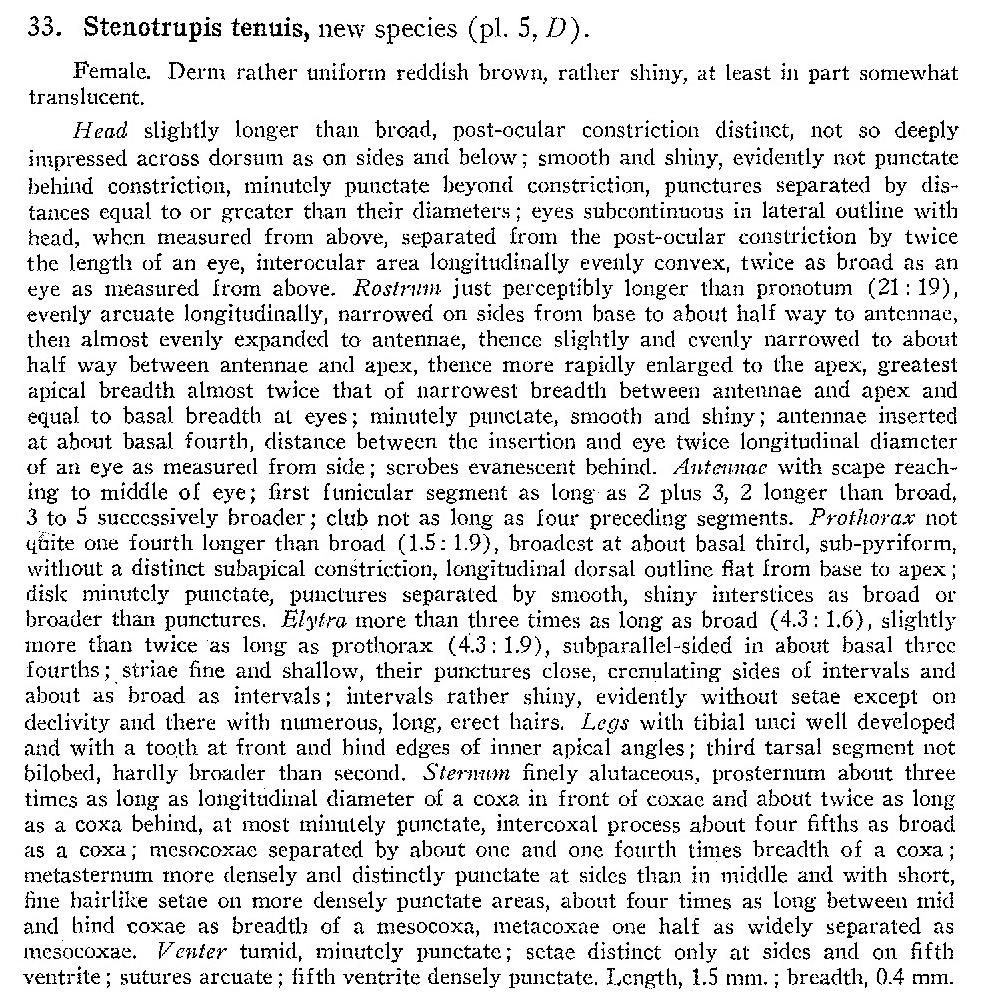 33. Stenotrupis tenuis, new species (pl. 5, D).
Female. Derm rather uniform reddish brown, rather shiny, at least in part somewhat
translucent.
Head slightly longer than broad, post-ocular constriction distinct, not so deeply
impressed across dorsum as on sides and below; smooth and shiny, evidently not punctate
behind constriction, minutely punctate beyond constriction, punctures separated by dis-
tances equal to or greater than their diameters; eyes subcontinuous in lateral outline with
head, when measured from above, separated from the post-ocular constriction by twice
the length of an eye, interocular area longitudinally evenly convex, twice as broad as an
eye as measured from above. Rostrum just perceptibly longer than pronotum (21:19),
evenly arcuate longitudinally, narrowed on sides from base to about half way to antennae,
then almost evenly expanded to antennae, thence slightly and evenly narrowed to about
half way between antennae and apex, thence more rapidly enlarged to the apex, greatest
apical breadth almost twice that of narrowest breadth between antennae and apex and
equal to basal breadth at eyes; minutely punctate, smooth and shiny; antennae inserted
at about basal fourth, distance between the insertion and eye twice longitudinal diameter
of an eye as measured from side; scrobes evanescent behind. Antennae with scape reach-
ing to middle of eye; first funicular segment as long as 2 plus 3, 2 longer than broad,
3 to 5 successively broader; club not as long as four preceding segments. Prothorax not
quite one fourth longer than broad (1.5:1.9), broadest at about basal third, sub-pyriform,
without a distinct subapical constriction, longitudinal dorsal outline flat from base to apex;
disk minutely punctate, punctures separated by smooth, shiny interstices as broad or
broader than punctures. Elytra more than three times as long as broad (4.3:1.6), slightly
more than twice as long as prothorax (4.3:1.9), subparallel-sided in about basal three
fourths; striae fine and shallow, their punctures close, crenulating sides of intervals and
about as broad as intervals; intervals rather shiny, evidently without setae except on
declivity and there with numerous, long, erect hairs. Legs with tibial unci well developed
and with a tooth at front and hind edges of inner apical angles; third tarsal segment not
bilobed, hardly broader than second. Sternum finely alutaceous, prosternum about three
times as long as longitudinal diameter of a coxa in front of coxae and about twice as long
as a coxa behind, at most minutely punctate, intercoxal process about four fifths as broad
as a coxa; mesocoxae separated by about one and one fourth times breadth of a coxa;
metasternum more densely and distinctly punctate at sides than in middle and with short,
fine hairlike setae on more densely punctate areas, about four times as long between mid
and hind coxae as breadth of a mesocoxa, metacoxae one half as widely separated as
mesocoxae. Venter tumid, minutely punctate; setae distinct only at sides and on fifth
ventrite; sutures arcuate; fifth ventrite densely punctate. Length, 1.5 mm.; breadth, 0.4 mm.